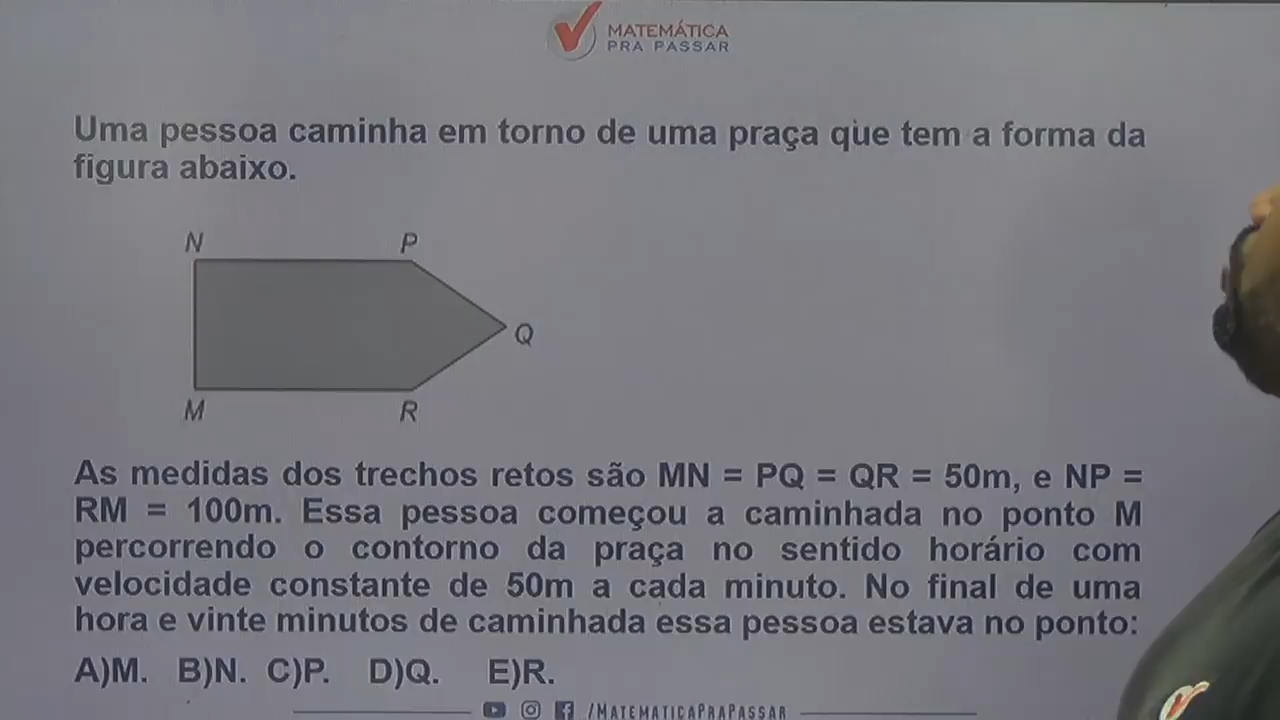 MATEMÁTICA
PRA PASSAR
Uma pessoa caminha em torno de uma praça que tem a forma da
figura abaixo.
N P
Q
M R
As medidas dos trechos retos são MN = PQ = QR = 50m, e NP =
RM = 100m. Essa pessoa começou a caminhada no ponto M
percorrendo o contorno da praça no sentido horário com
velocidade constante de 50m a cada minuto. No final de uma
hora e vinte minutos de caminhada essa pessoa estava no ponto:
A)M. B)N. C)P. D)Q. E)R.
/MATEMATICAPRAPASSAR